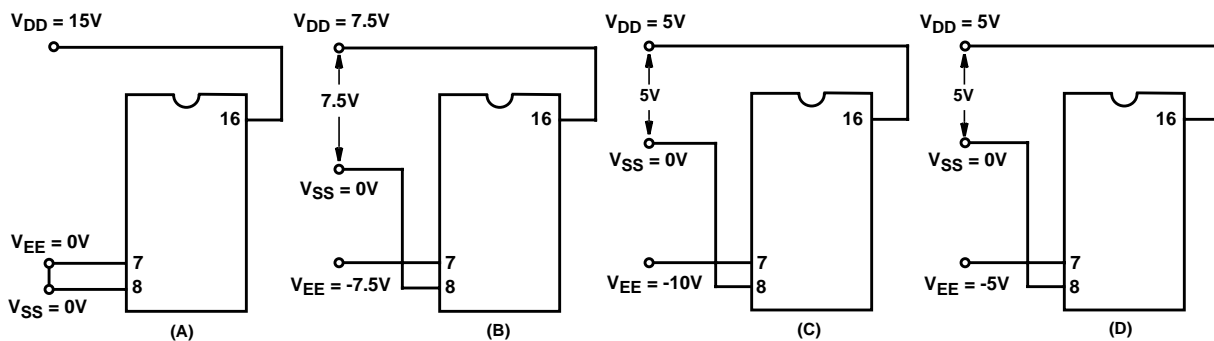 VDD = 15V
16
VEE = 0V
7
8
VSS = 0V
(A)
VDD = 7.5V
7.5V
16
VSS = 0V
7
VEE = -7.5V
8
(B)
VDD = 5V
5V
16
VSS = 0V
7
VEE = -10V
8
(C)
VDD = 5V
5V
16
VSS = 0V
7
VEE = -5V
8
(D)